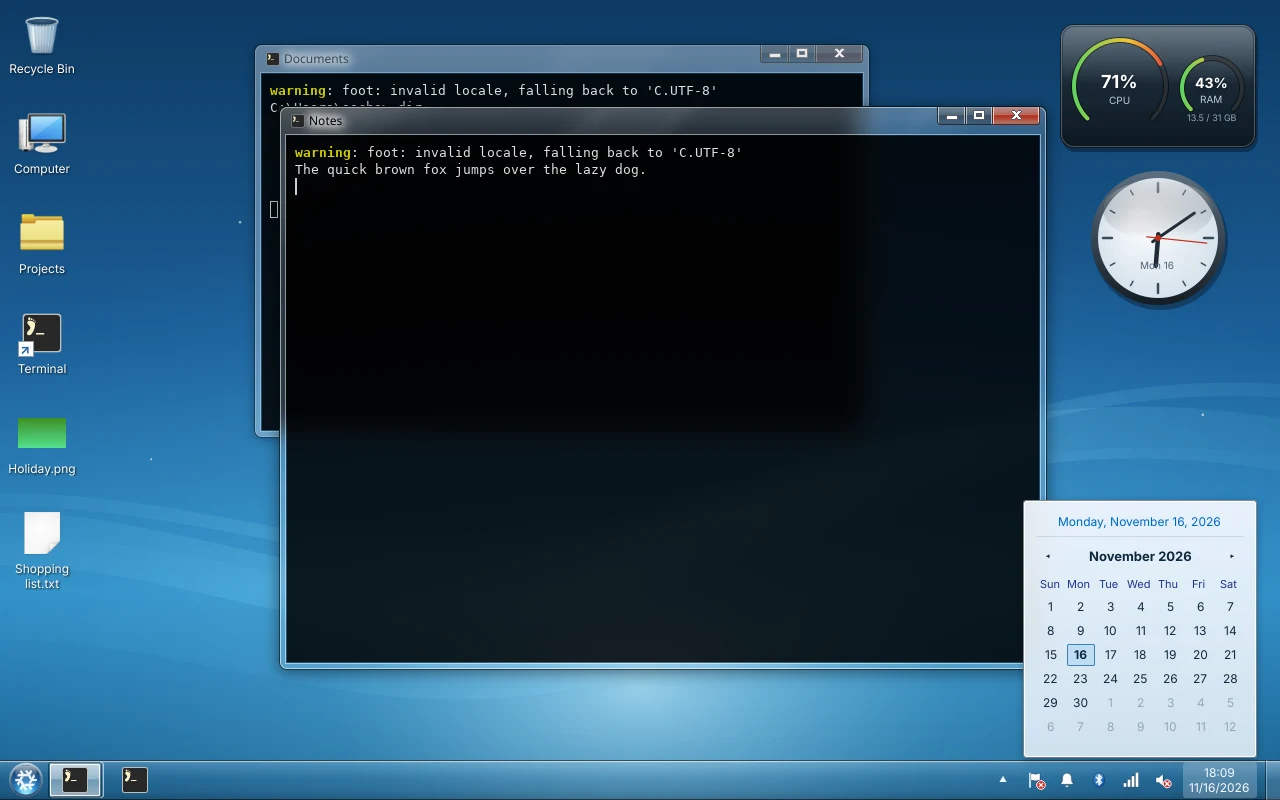 Recycle Bin
Computer
Projects
Terminal
Holiday.png
Shopping
list.txt
Documents
warning: foot: invalid locale, falling back to 'C.UTF-8'
Notes
warning: foot: invalid locale, falling back to 'C.UTF-8'
The quick brown fox jumps over the lazy dog.
71%
CPU
43%
RAM
13.5 / 31 GB
Mon 16
Monday, November 16, 2026
November 2026
Sun Mon Tue Wed Thu Fri Sat
1 2 3 4 5 6 7
8 9 10 11 12 13 14
15 16 17 18 19 20 21
22 23 24 25 26 27 28
29 30 1 2 3 4 5
6 7 8 9 10 11 12
18:09
11/16/2026